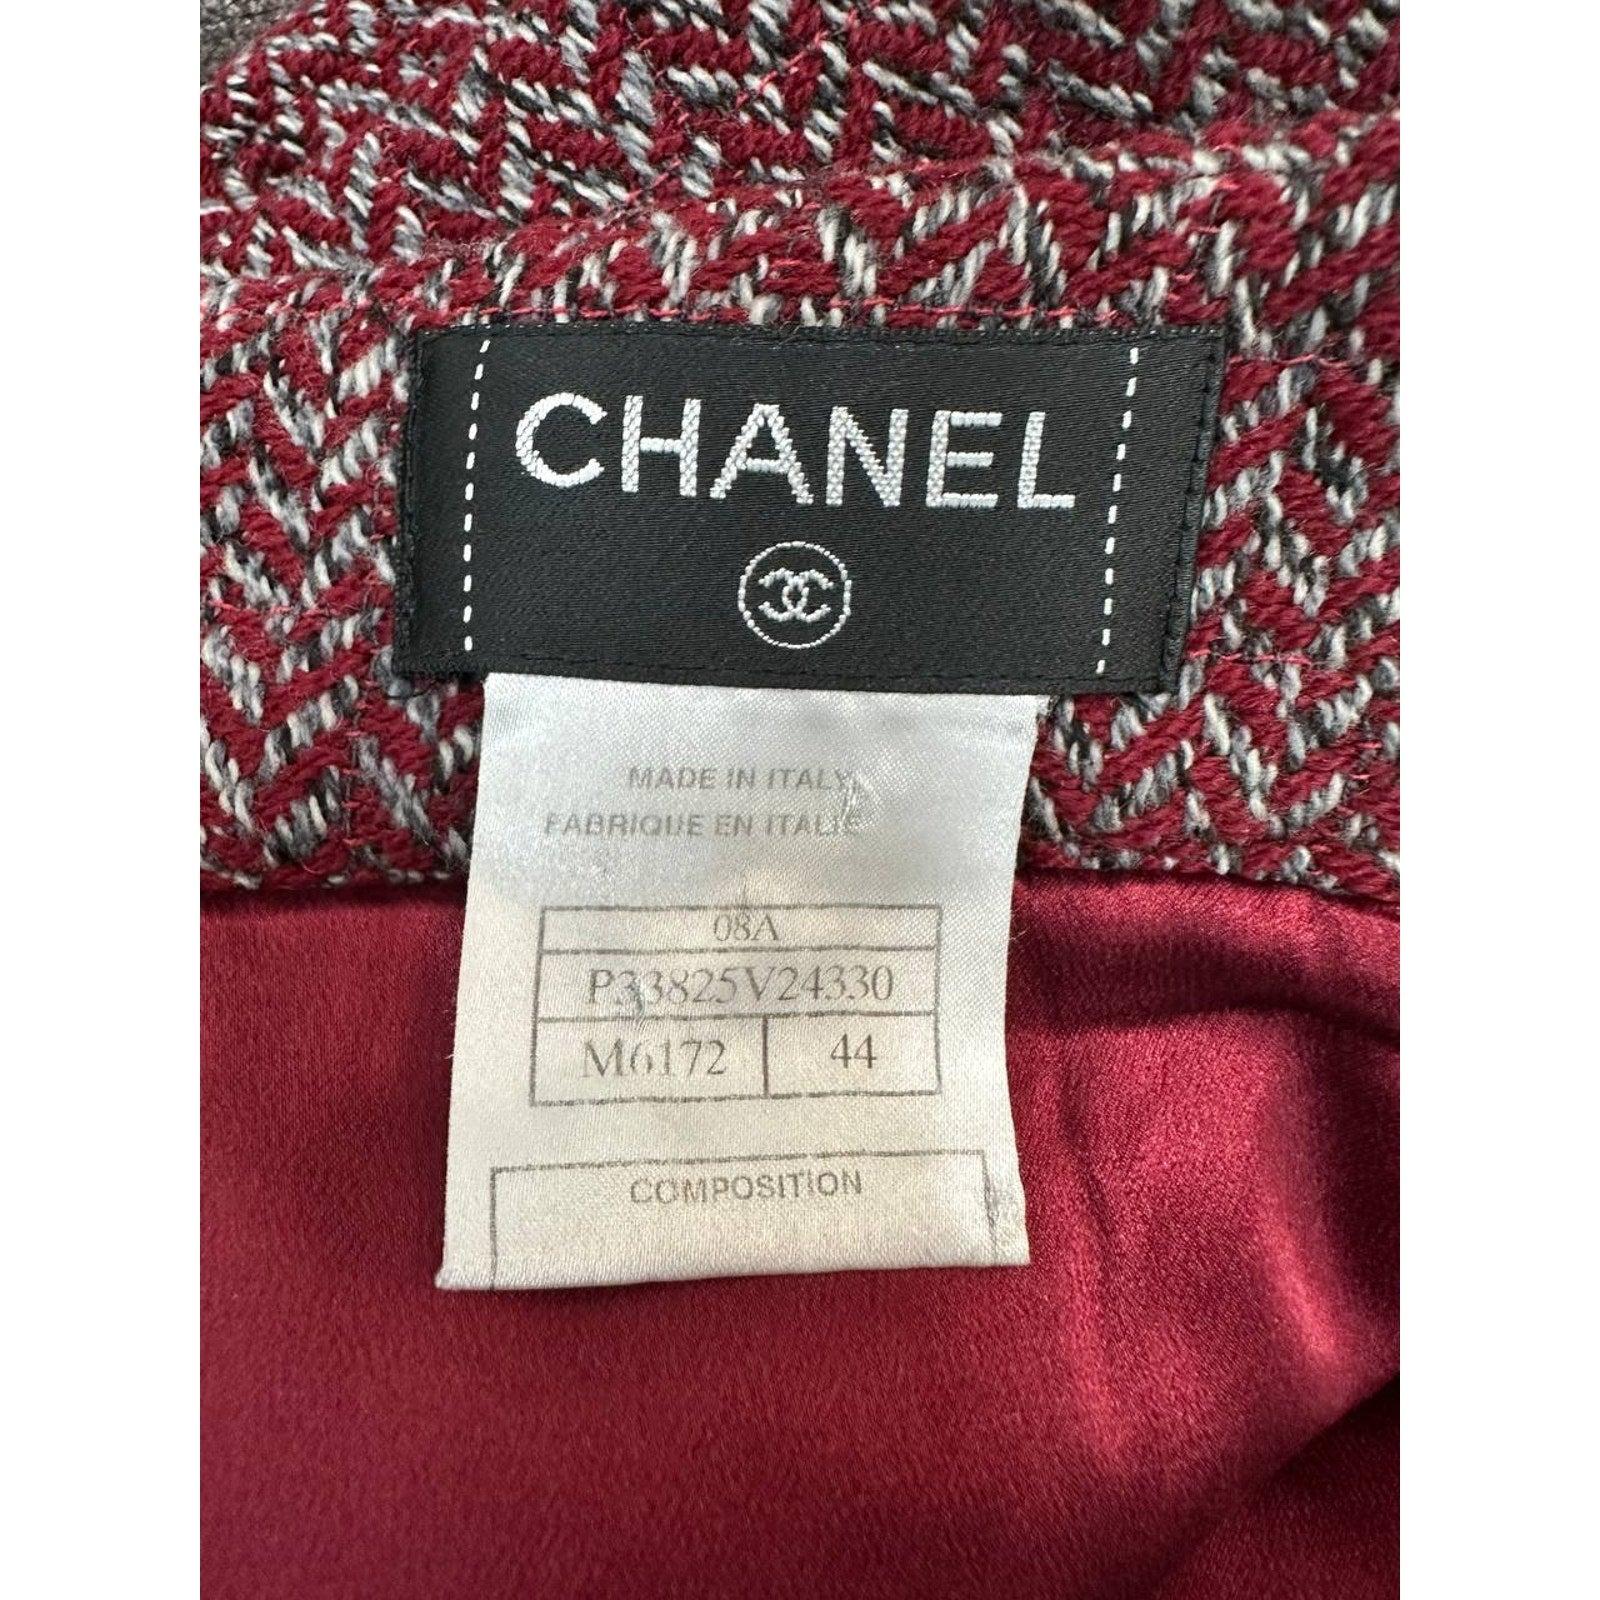 CHANEL
MADE IN ITALY
FABRIQUE EN ITALIE
08A
P33825V24330
M6172 44
COMPOSITION